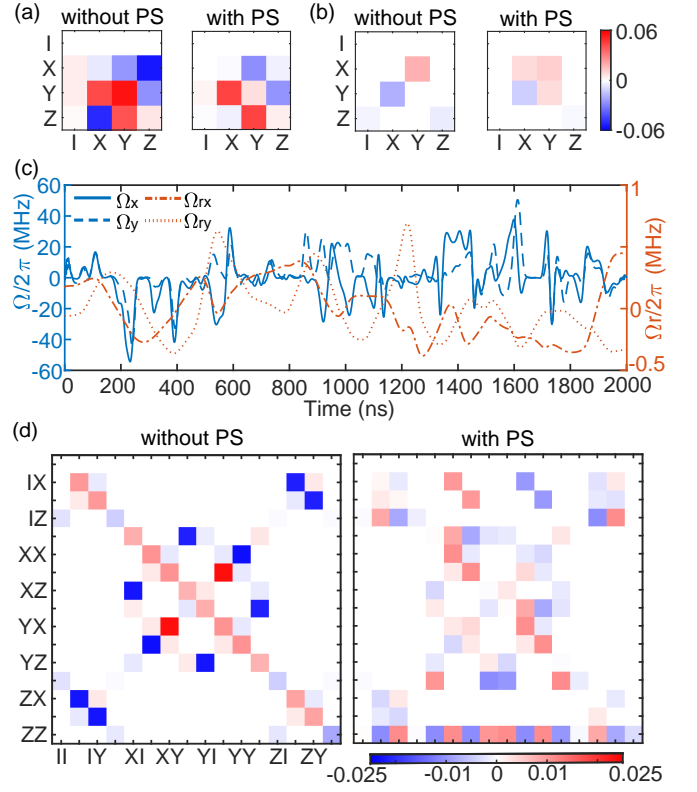 (a) without PS with PS
(b) without PS with PS
I
X
Y
Z
I X Y Z I X Y Z
I
X
Y
Z
I X Y Z I X Y Z
0.06
0
-0.06
(c)
60
40
20
0
-20
-40
-60
Ω/2π (MHz)
Ωx Ωrx
Ωy Ωry
1
0
-0.5
Ωr/2π (MHz)
0 200 400 600 800 1000 1200 1400 1600 1800 2000
Time (ns)
(d) without PS with PS
IX
IZ
XX
XZ
YX
YZ
ZX
ZZ
II IY XI XY YI YY ZI ZY
-0.025 -0.01 0 0.01 0.025